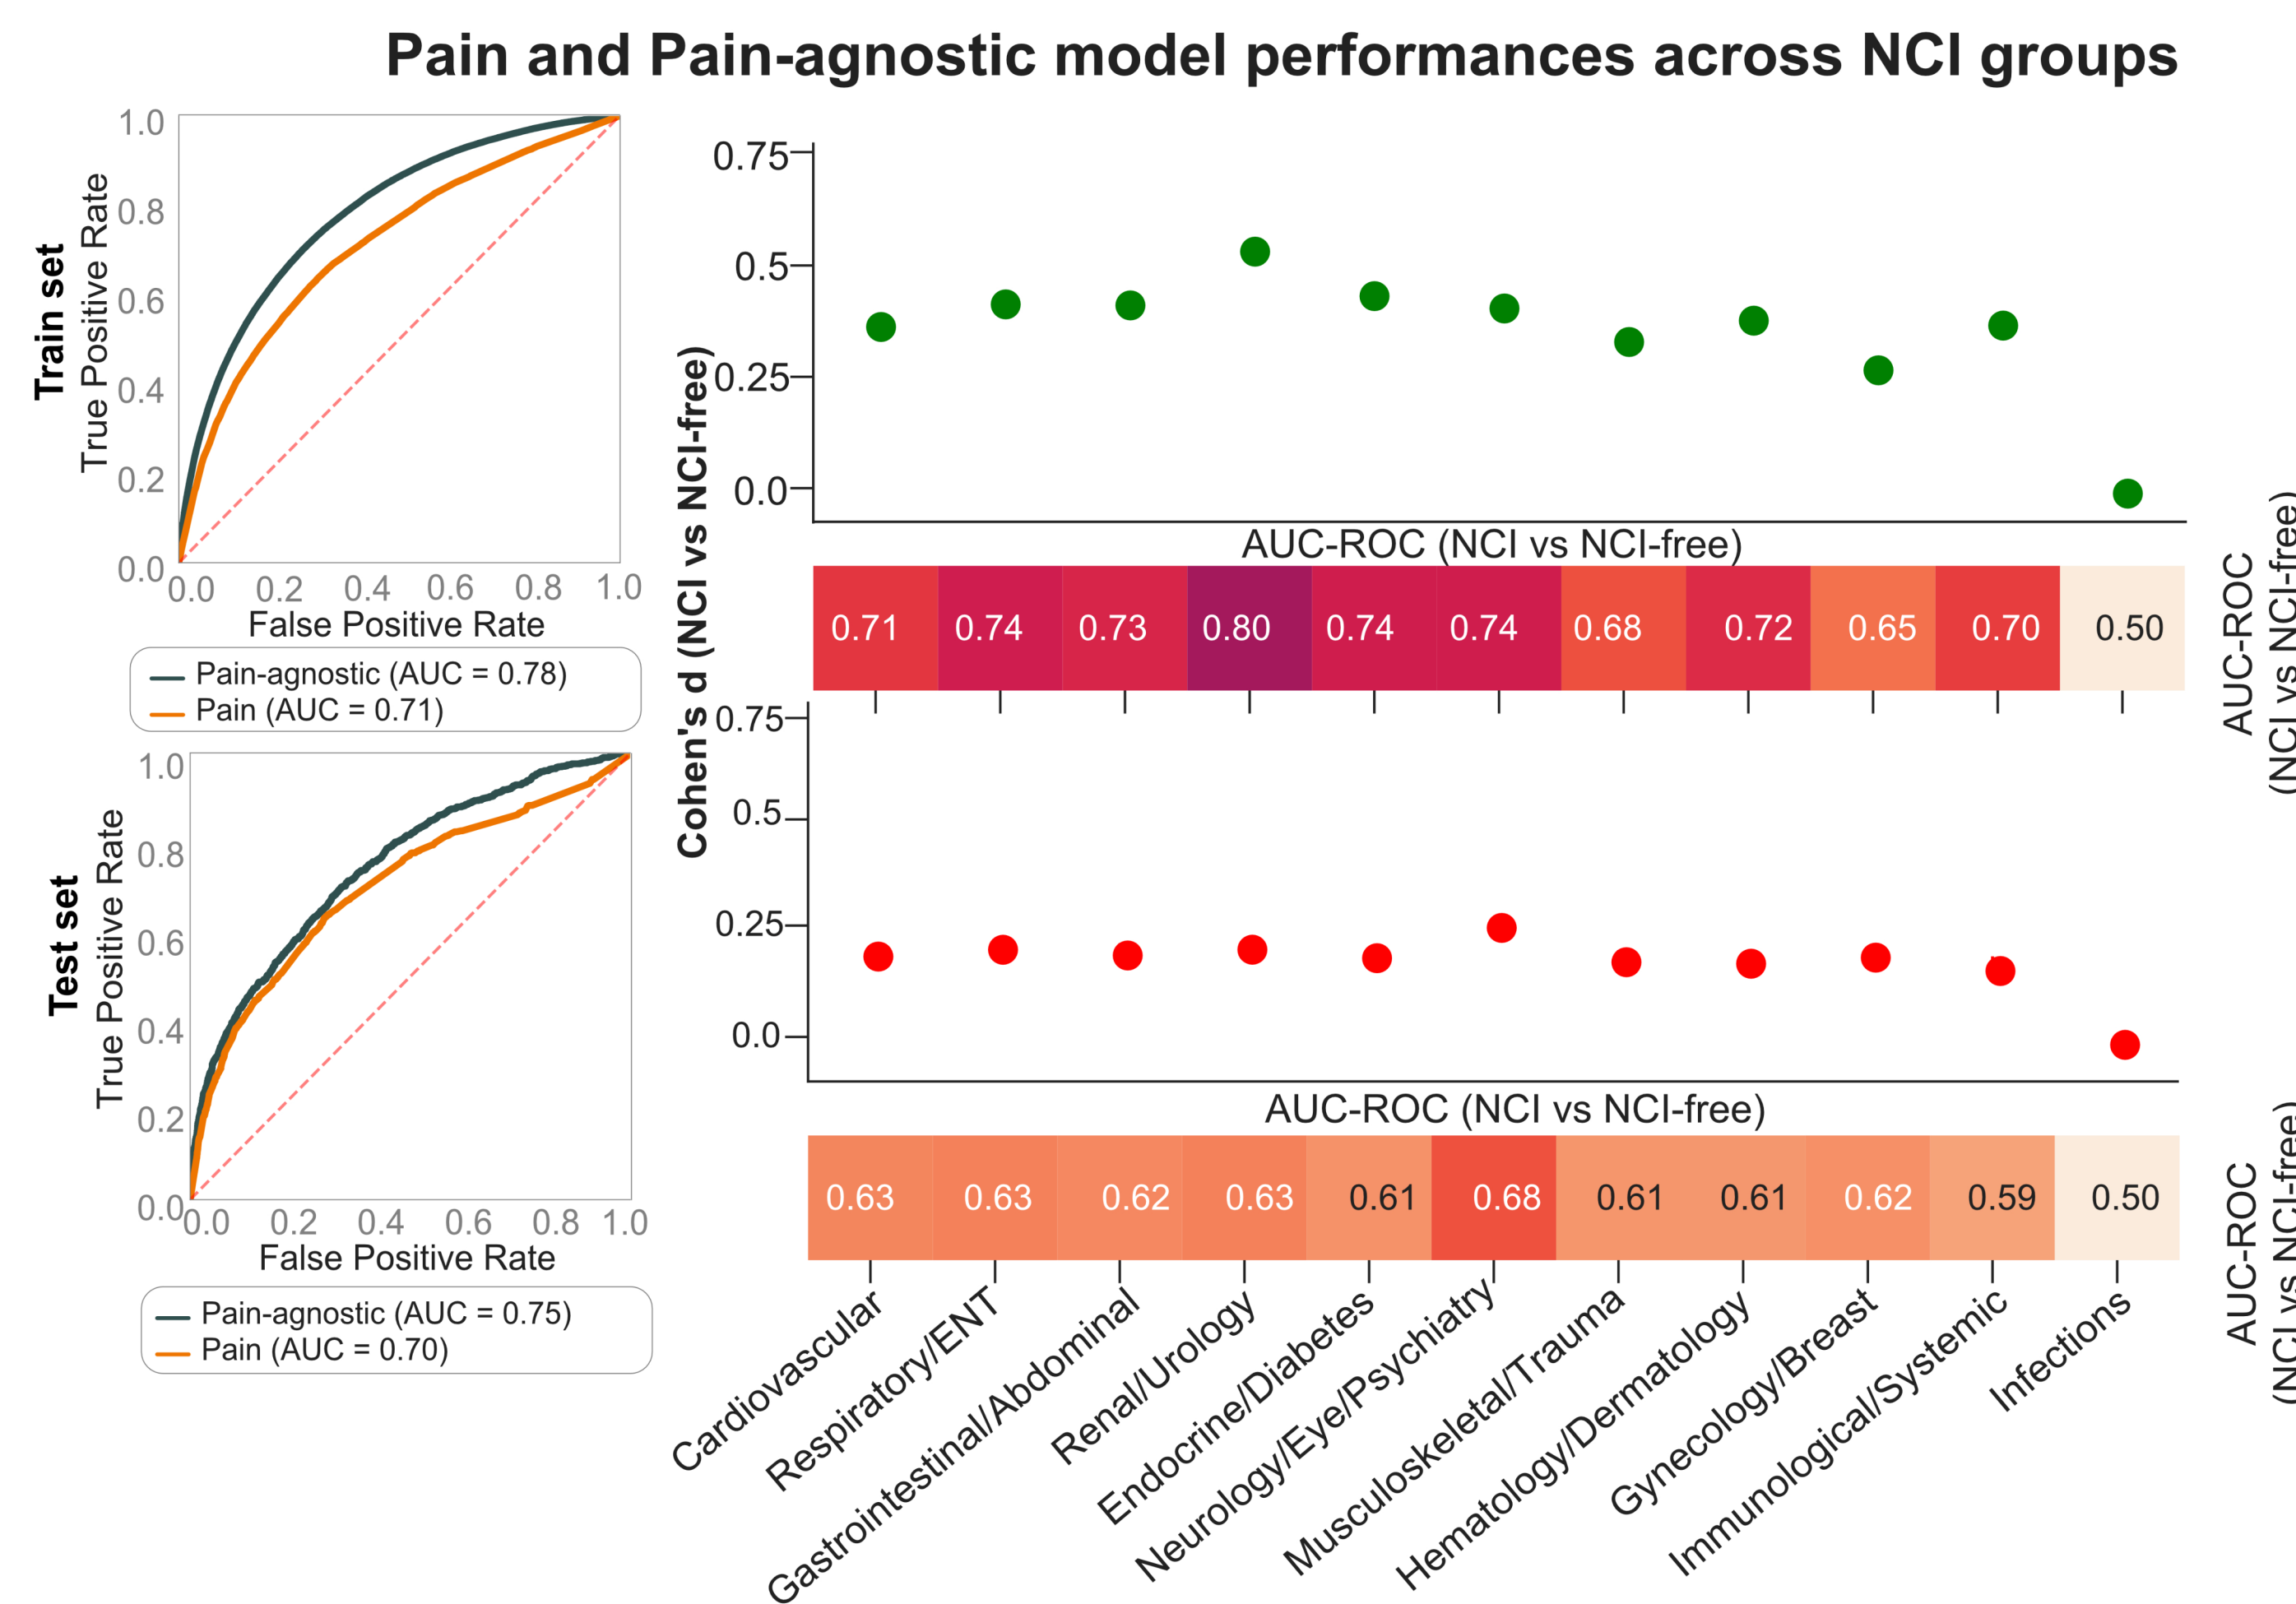 Pain and Pain-agnostic model performances across NCI groups
Train set
True Positive Rate
1.0
0.8
0.6
0.4
0.2
0.0
0.0 0.2 0.4 0.6 0.8 1.0
False Positive Rate
Pain-agnostic (AUC = 0.78)
Pain (AUC = 0.71)
Test set
True Positive Rate
1.0
0.8
0.6
0.4
0.2
0.0
0.0 0.2 0.4 0.6 0.8 1.0
False Positive Rate
Pain-agnostic (AUC = 0.75)
Pain (AUC = 0.70)
Cohen's d (NCI vs NCI-free)
0.75
0.5
0.25
0.0
AUC-ROC (NCI vs NCI-free)
0.71 0.74 0.73 0.80 0.74 0.74 0.68 0.72 0.65 0.70 0.50
AUC-ROC
(NCI vs NCI-free)
0.75
0.5
0.25
0.0
AUC-ROC (NCI vs NCI-free)
0.63 0.63 0.62 0.63 0.61 0.68 0.61 0.61 0.62 0.59 0.50
AUC-ROC
(NCI vs NCI-free)
Cardiovascular
Respiratory/ENT
Gastrointestinal/Abdominal
Renal/Urology
Endocrine/Diabetes
Neurology/Eye/Psychiatry
Musculoskeletal/Trauma
Hematology/Dermatology
Gynecology/Breast
Immunological/Systemic
Infections